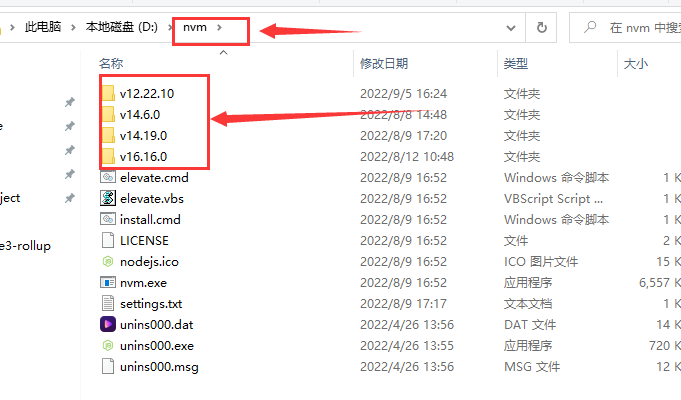 此电脑 › 本地磁盘 (D:) › nvm ›
在 nvm 中搜
名称 修改日期 类型 大小
v12.22.10 2022/9/5 16:24 文件夹
v14.6.0 2022/8/8 14:48 文件夹
v14.19.0 2022/8/9 17:20 文件夹
v16.16.0 2022/8/12 10:48 文件夹
elevate.cmd 2022/8/9 16:52 Windows 命令脚本 1 K
elevate.vbs 2022/8/9 16:52 VBScript Script ... 1 K
ject
install.cmd 2022/8/9 16:52 Windows 命令脚本 1 K
LICENSE 2022/8/9 16:52 文件 2 K
e3-rollup
nodejs.ico 2022/8/9 16:52 ICO 图片文件 15 K
nvm.exe 2022/8/9 16:52 应用程序 6,557 K
settings.txt 2022/8/9 17:17 文本文档 1 K
unins000.dat 2022/4/26 13:56 DAT 文件 14 K
unins000.exe 2022/4/26 13:55 应用程序 720 K
unins000.msg 2022/4/26 13:56 MSG 文件 12 K